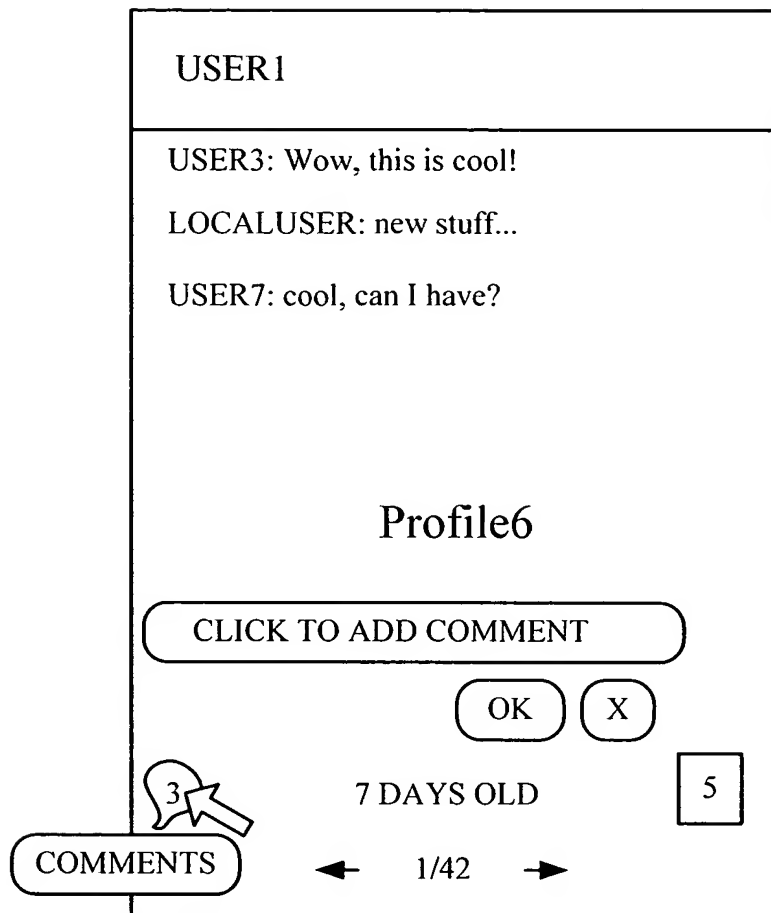 USER1
USER3: Wow, this is cool!
LOCALUSER: new stuff...
USER7: cool, can I have?
Profile6
CLICK TO ADD COMMENT
OK X
3 7 DAYS OLD 5
COMMENTS 1/42